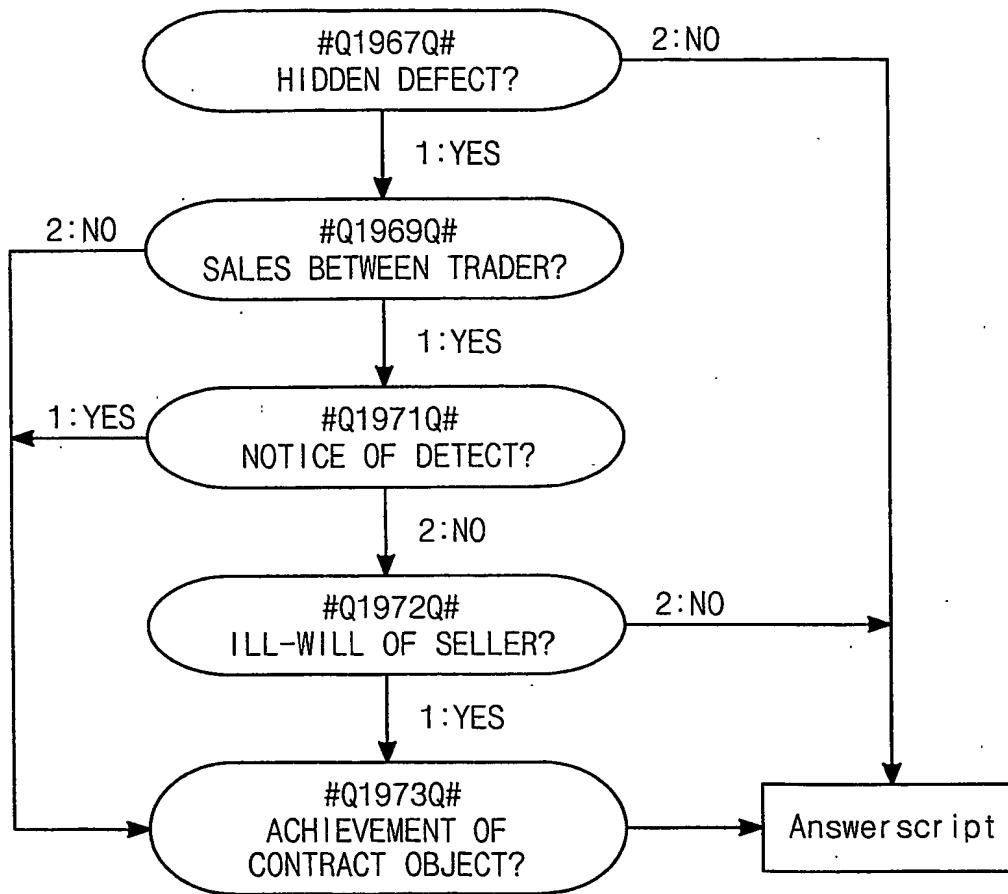 #Q1967Q#
HIDDEN DEFECT?
2:NO
1:YES
2:NO
#Q1969Q#
SALES BETWEEN TRADER?
1:YES
1:YES
#Q1971Q#
NOTICE OF DETECT?
2:NO
#Q1972Q#
ILL-WILL OF SELLER?
2:NO
1:YES
#Q1973Q#
ACHIEVEMENT OF
CONTRACT OBJECT?
Answerscript